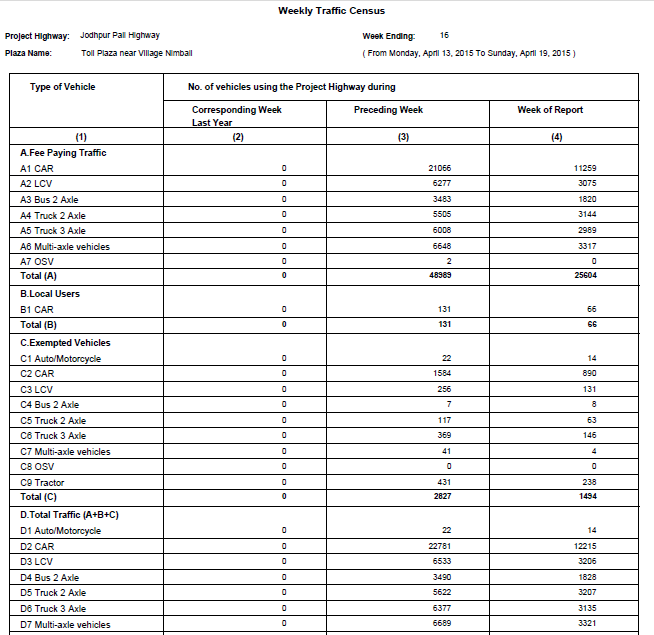 Weekly Traffic Census
Project Highway: Jodhpur Pali Highway Week Ending: 16
Plaza Name: Toll Plaza near Village Nimbali ( From Monday, April 13, 2015 To Sunday, April 19, 2015 )
Type of Vehicle No. of vehicles using the Project Highway during
Corresponding Week Last Year Preceding Week Week of Report
(1) (2) (3) (4)
A.Fee Paying Traffic
A1 CAR 0 21066 11259
A2 LCV 0 6277 3075
A3 Bus 2 Axle 0 3483 1820
A4 Truck 2 Axle 0 5505 3144
A5 Truck 3 Axle 0 6008 2989
A6 Multi-axle vehicles 0 6648 3317
A7 OSV 0 2 0
Total (A) 0 48989 25604
B.Local Users
B1 CAR 0 131 66
Total (B) 0 131 66
C.Exempted Vehicles
C1 Auto/Motorcycle 0 22 14
C2 CAR 0 1584 890
C3 LCV 0 256 131
C4 Bus 2 Axle 0 7 8
C5 Truck 2 Axle 0 117 63
C6 Truck 3 Axle 0 369 146
C7 Multi-axle vehicles 0 41 4
C8 OSV 0 0 0
C9 Tractor 0 431 238
Total (C) 0 2827 1494
D.Total Traffic (A+B+C)
D1 Auto/Motorcycle 0 22 14
D2 CAR 0 22781 12215
D3 LCV 0 6533 3206
D4 Bus 2 Axle 0 3490 1828
D5 Truck 2 Axle 0 5622 3207
D6 Truck 3 Axle 0 6377 3135
D7 Multi-axle vehicles 0 6689 3321